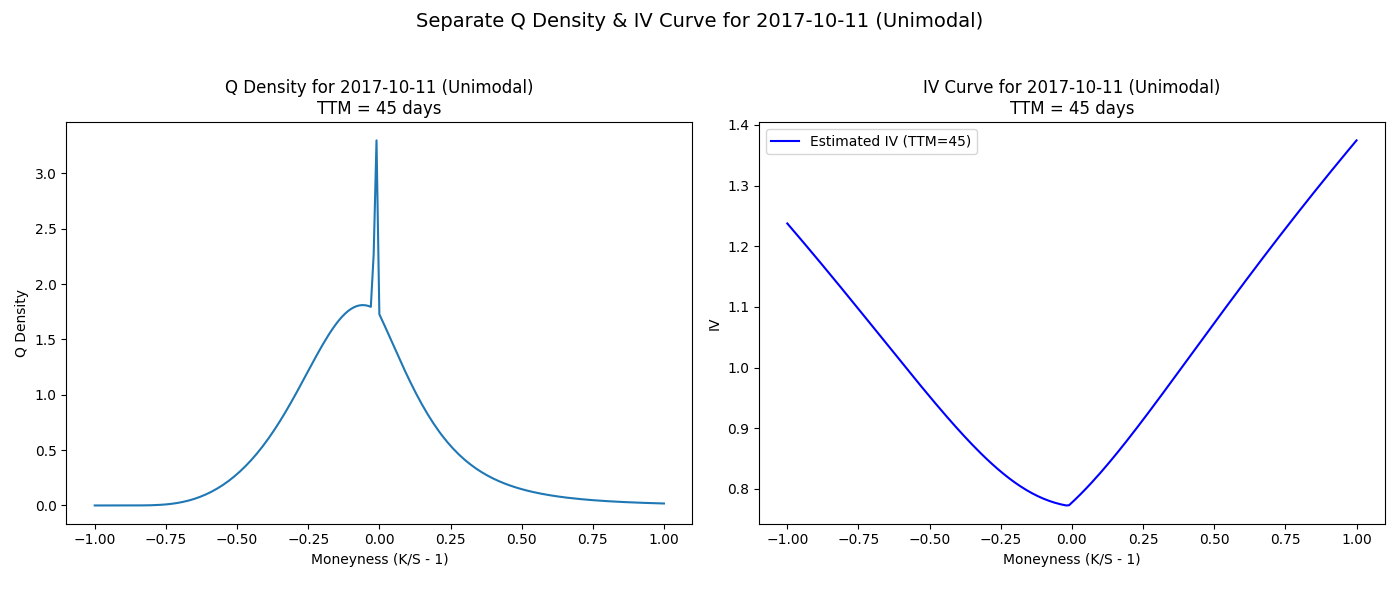 Separate Q Density & IV Curve for 2017-10-11 (Unimodal)
Q Density for 2017-10-11 (Unimodal)
TTM = 45 days
Q Density
3.0
2.5
2.0
1.5
1.0
0.5
0.0
−1.00 −0.75 −0.50 −0.25 0.00 0.25 0.50 0.75 1.00
Moneyness (K/S - 1)
IV Curve for 2017-10-11 (Unimodal)
TTM = 45 days
Estimated IV (TTM=45)
IV
1.4
1.3
1.2
1.1
1.0
0.9
0.8
−1.00 −0.75 −0.50 −0.25 0.00 0.25 0.50 0.75 1.00
Moneyness (K/S - 1)